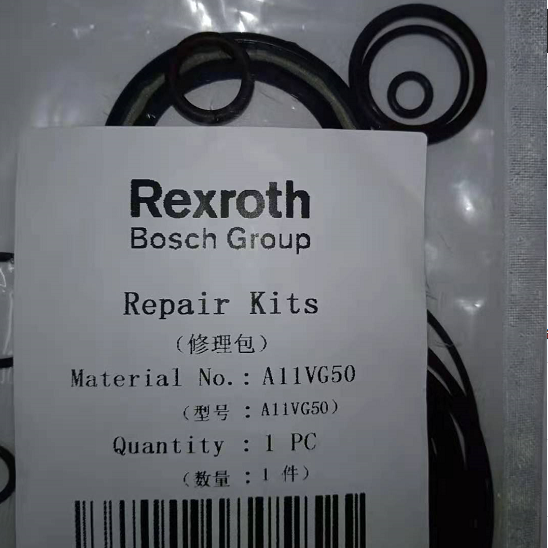 Rexroth
Bosch Group
Repair Kits
(修理包)
Material No.: A11VG50
(型号 : A11VG50)
Quantity : 1 PC
(数量 : 1 件)